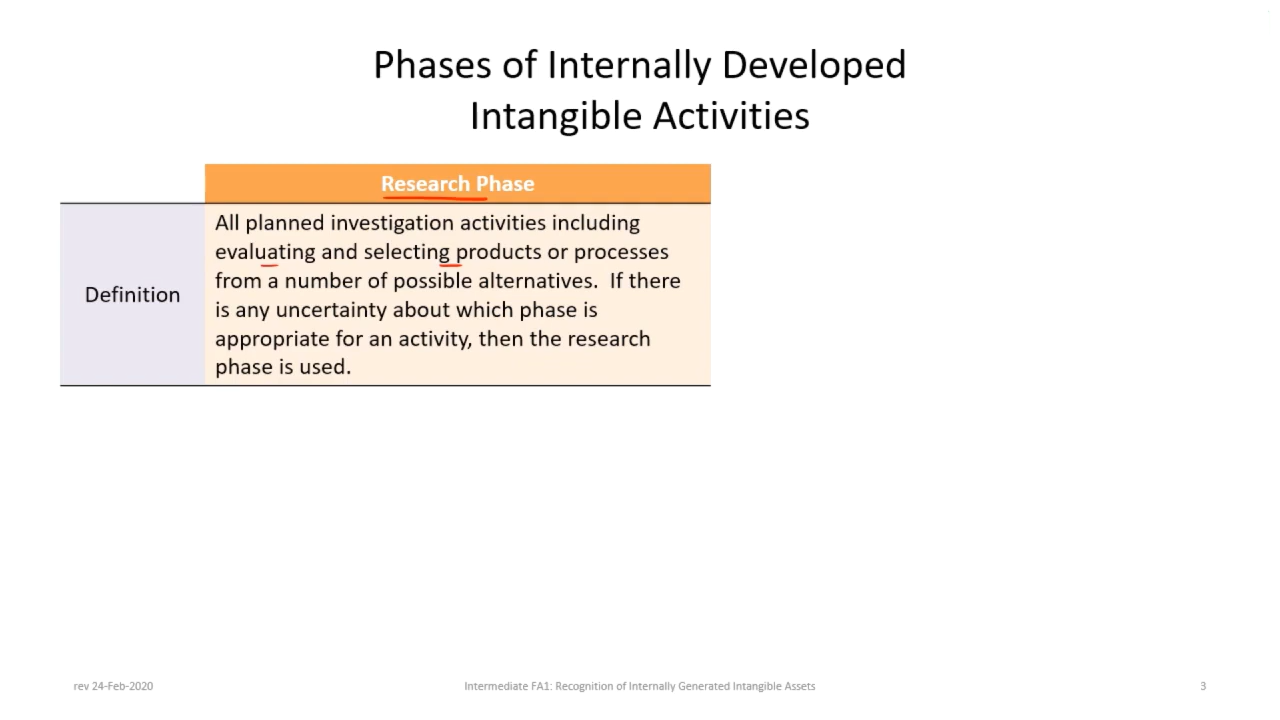 Phases of Internally Developed
Intangible Activities
Research Phase
Definition
All planned investigation activities including
evaluating and selecting products or processes
from a number of possible alternatives.  If there
is any uncertainty about which phase is
appropriate for an activity, then the research
phase is used.
rev 24-Feb-2020
Intermediate FA1: Recognition of Internally Generated Intangible Assets
3